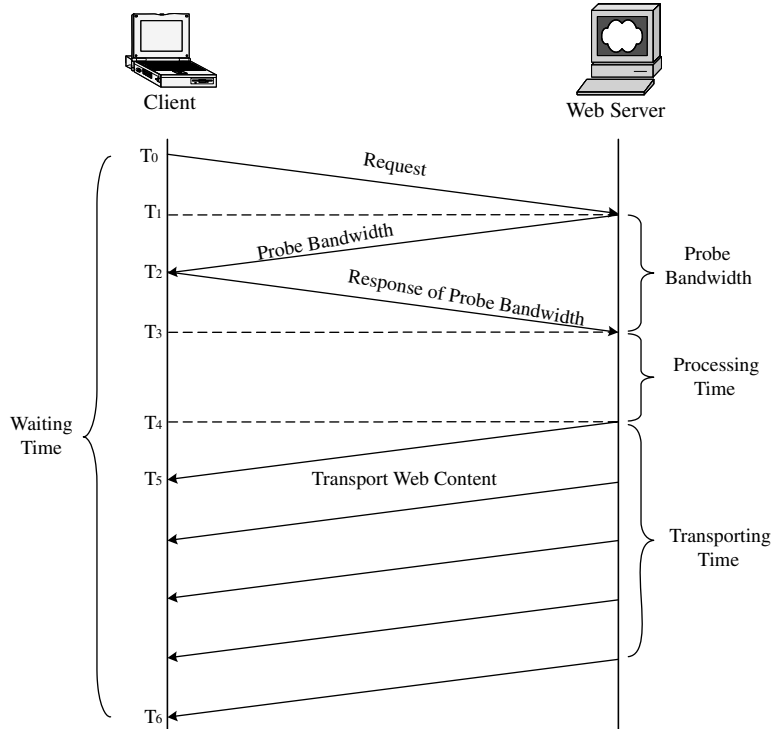 Client
Web Server
T0
Request
T1
Probe Bandwidth
Probe
Bandwidth
T2
Response of Probe Bandwidth
T3
Processing
Time
Waiting
Time
T4
T5
Transport Web Content
Transporting
Time
T6